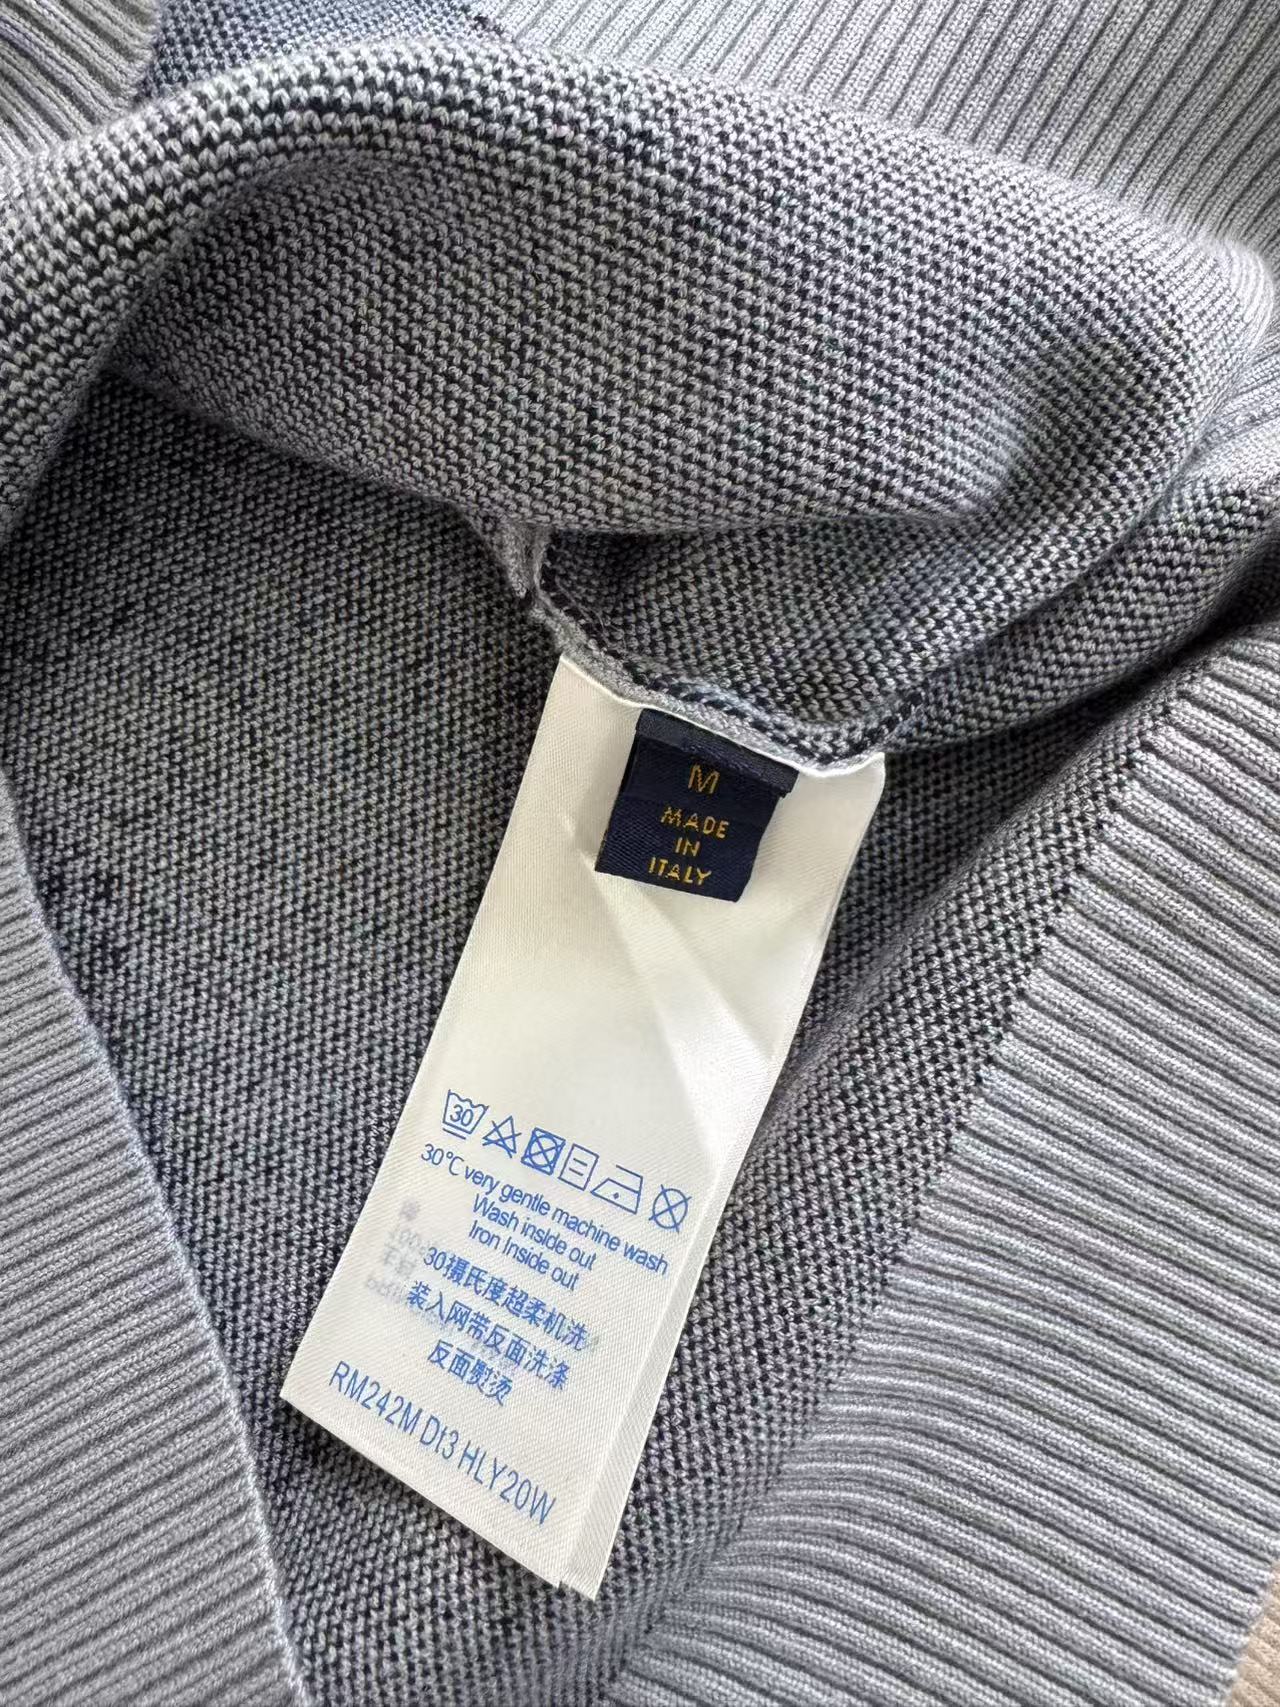 M
MADE
IN
ITALY
30
30℃ very gentle machine wash
Wash inside out
Iron Inside out
30摄氏度超柔机洗
装入网带反面洗涤
反面熨烫
RM242M Dt3 HLY20W